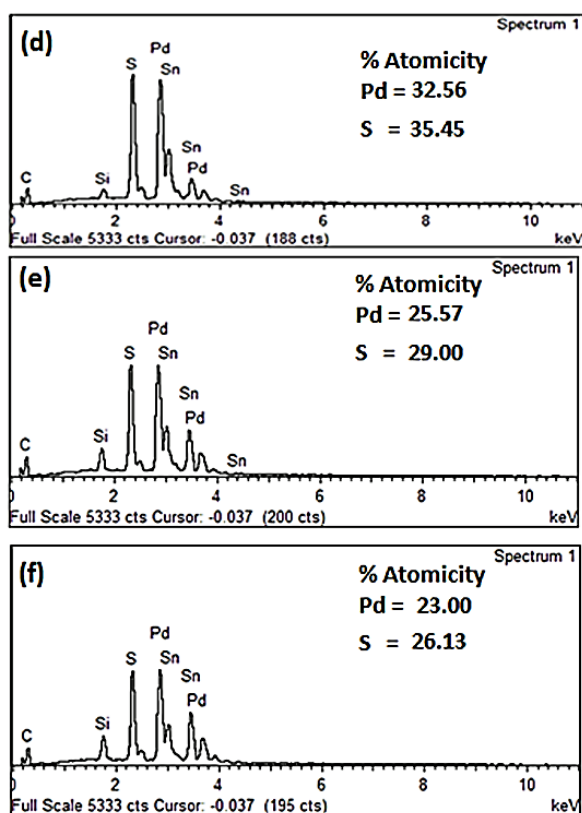 (d)
Spectrum 1
% Atomicity
Pd = 32.56
S = 35.45
Pd
S
Sn
Sn
Pd
C
Si
Sn
0 2 4 6 8 10
Full Scale 5333 cts Cursor: -0.037 (188 cts)
keV
(e)
Spectrum 1
% Atomicity
Pd = 25.57
S = 29.00
Pd
S
Sn
Sn
Pd
C
Si
Sn
0 2 4 6 8 10
Full Scale 5333 cts Cursor: -0.037 (200 cts)
keV
(f)
Spectrum 1
% Atomicity
Pd = 23.00
S = 26.13
Pd
S
Sn
Sn
Pd
C
Si
0 2 4 6 8 10
Full Scale 5333 cts Cursor: -0.037 (195 cts)
keV